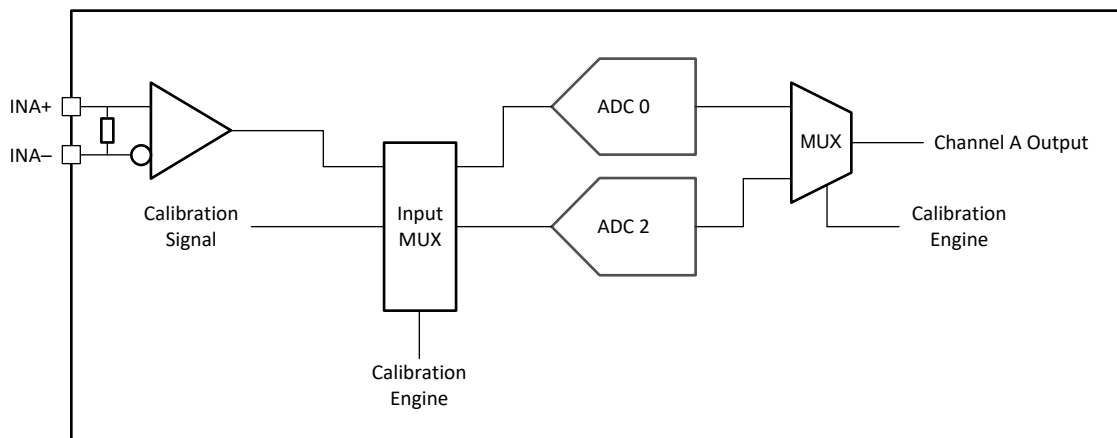 INA+
INA–
Calibration
Signal
Input
MUX
Calibration
Engine
ADC 0
ADC 2
MUX
Channel A Output
Calibration
Engine